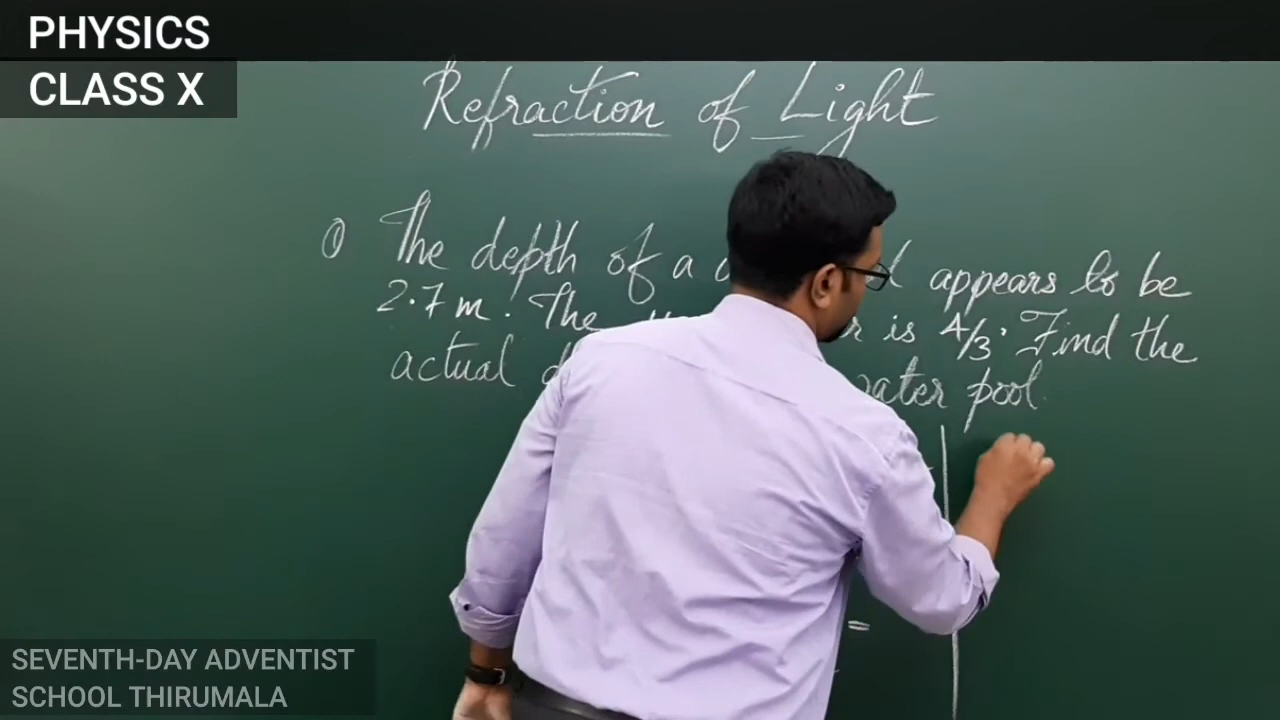 PHYSICS
CLASS X
Refraction of Light
Q The depth of a appears to be
2.7 m. The is 4/3. Find the
actual water pool.
SEVENTH-DAY ADVENTIST
SCHOOL THIRUMALA